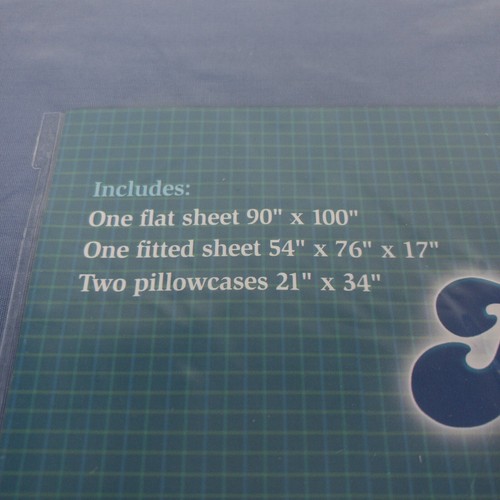 Includes:
One flat sheet 90" x 100"
One fitted sheet 54" x 76" x 17"
Two pillowcases 21" x 34"